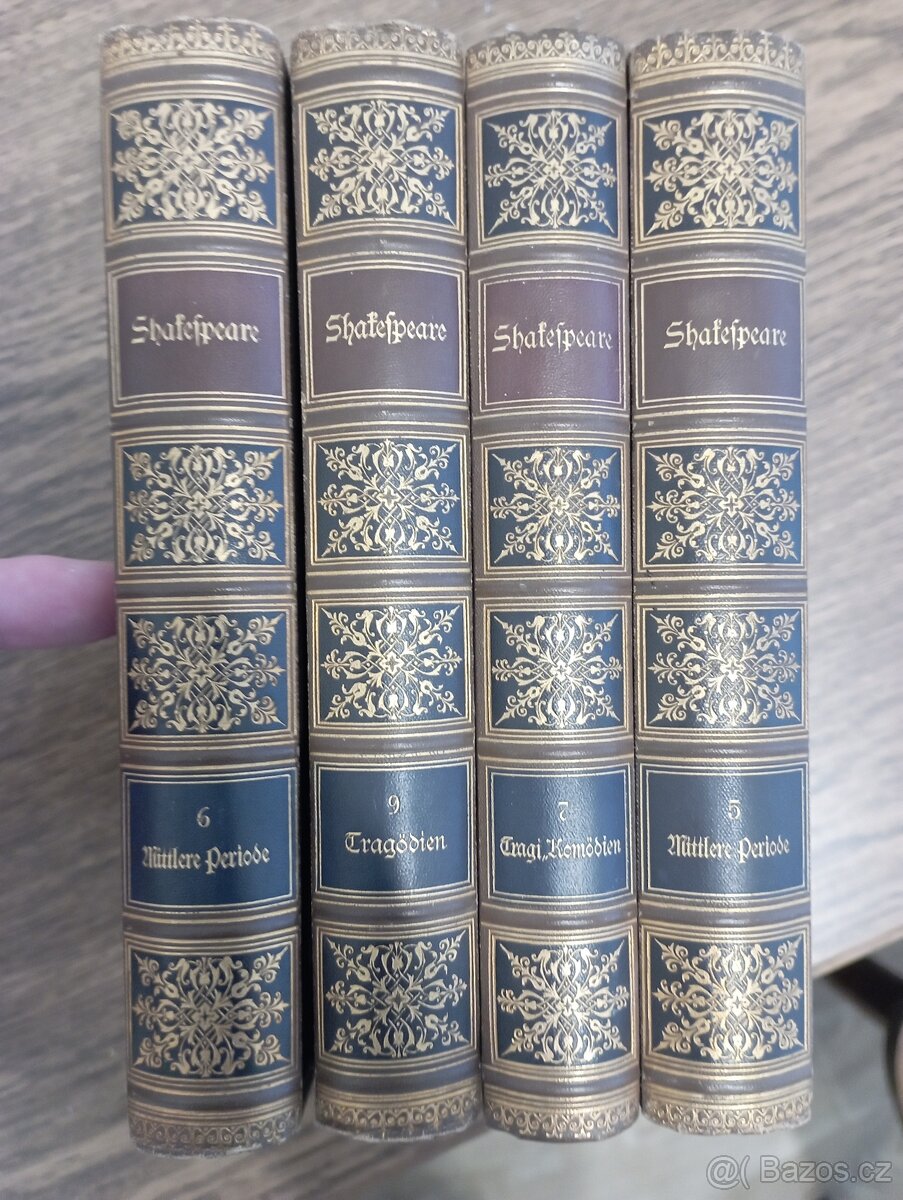 Shakeſpeare
6
Mittlere Periode
Shakeſpeare
9
Tragödien
Shakeſpeare
7
Tragi-Komödien
Shakeſpeare
5
Mittlere Periode
@( Bazos.cz